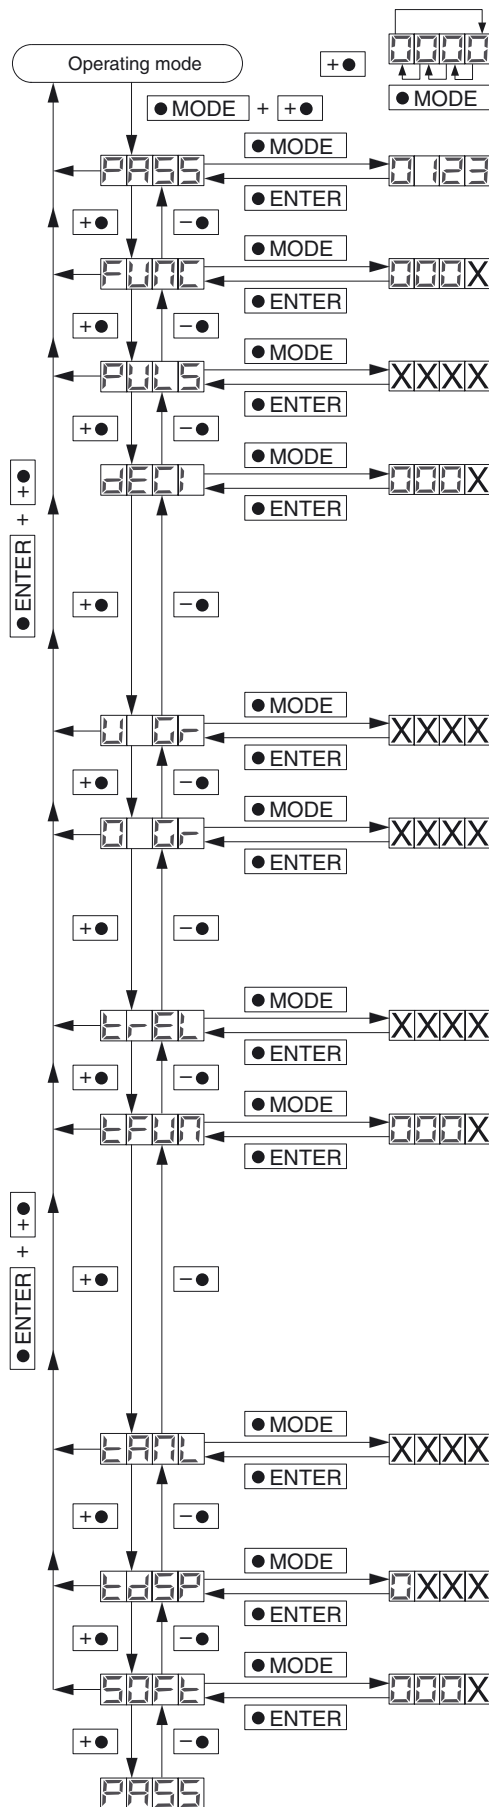 0000
Operating mode
+●
● MODE
● MODE + +●
● MODE
PASS
0123
● ENTER
+●
−●
● MODE
FUNC
000X
● ENTER
+●
−●
● MODE
PULS
XXXX
● ENTER
+●
−●
● MODE
dECI
000X
● ENTER
● ENTER + +●
+●
−●
● MODE
U Gr
XXXX
● ENTER
+●
−●
● MODE
O Gr
XXXX
● ENTER
+●
−●
● MODE
trEL
XXXX
● ENTER
+●
−●
● MODE
tFUN
000X
● ENTER
● ENTER + +●
+●
−●
● MODE
tANL
XXXX
● ENTER
+●
−●
● MODE
tdSP
0XXX
● ENTER
+●
−●
● MODE
SOFt
000X
● ENTER
+●
−●
PASS